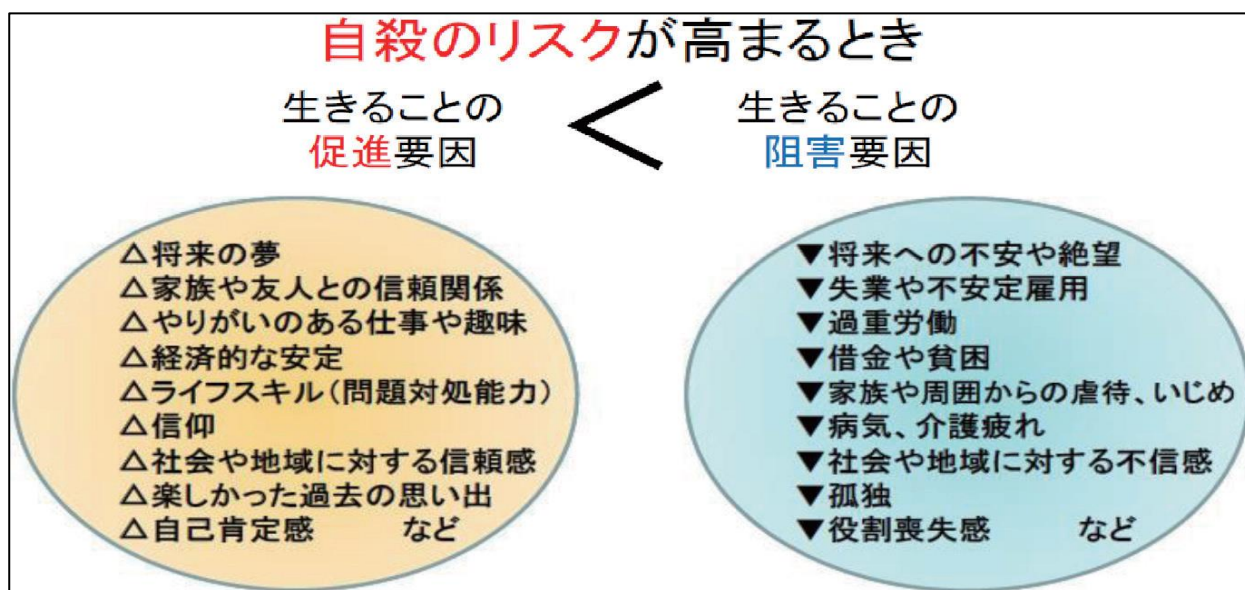 自殺のリスクが高まるとき
生きることの
促進要因
<
生きることの
阻害要因
△将来の夢
△家族や友人との信頼関係
△やりがいのある仕事や趣味
△経済的な安定
△ライフスキル(問題対処能力)
△信仰
△社会や地域に対する信頼感
△楽しかった過去の思い出
△自己肯定感 など
▼将来への不安や絶望
▼失業や不安定雇用
▼過重労働
▼借金や貧困
▼家族や周囲からの虐待、いじめ
▼病気、介護疲れ
▼社会や地域に対する不信感
▼孤独
▼役割喪失感 など